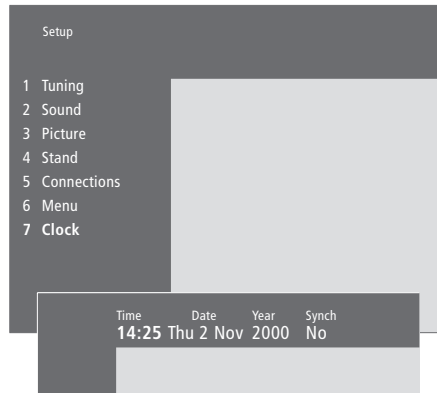 Setup
1 Tuning
2 Sound
3 Picture
4 Stand
5 Connections
6 Menu
7 Clock
Time Date Year Synch
14:25 Thu 2 Nov 2000 No